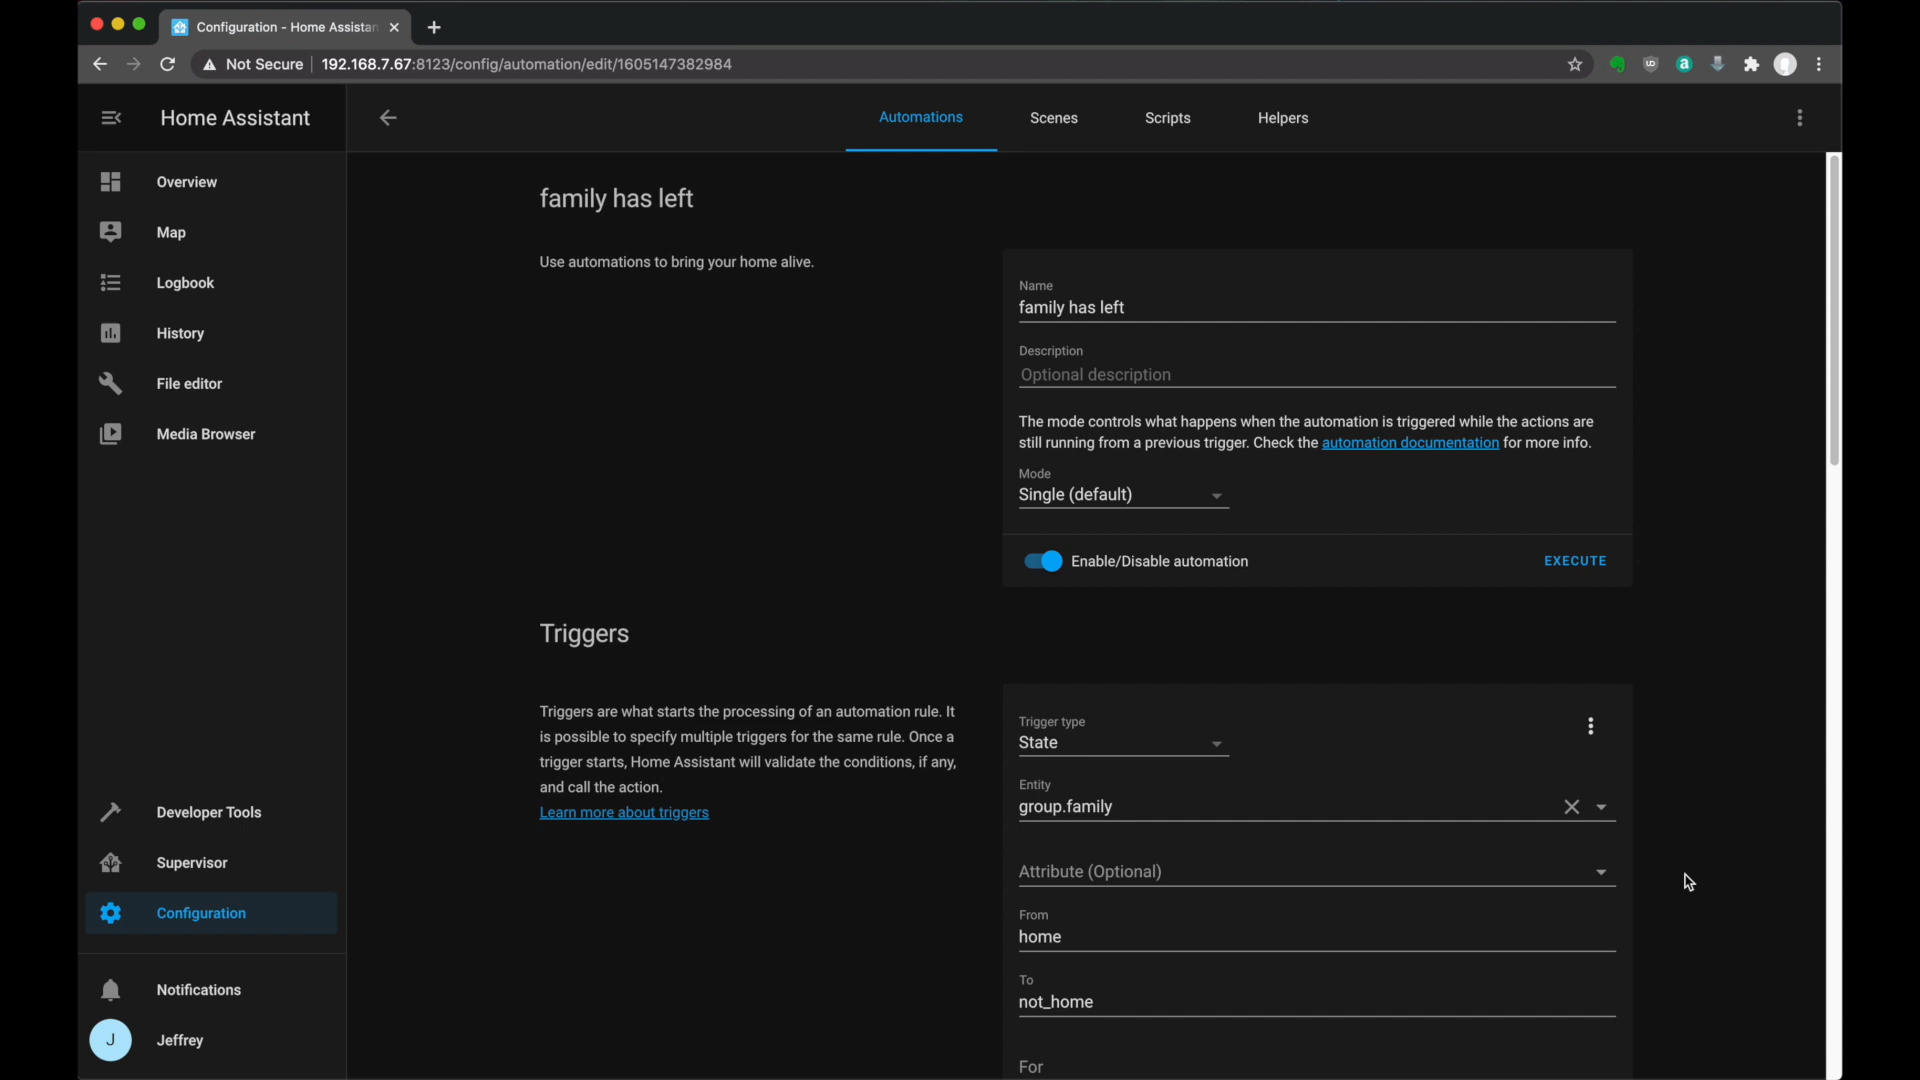 Configuration - Home Assistan
Not Secure
192.168.7.67:8123/config/automation/edit/1605147382984
Home Assistant
Automations
Scenes
Scripts
Helpers
Overview
Map
Logbook
History
File editor
Media Browser
Developer Tools
Supervisor
Configuration
Notifications
J
Jeffrey
family has left
Use automations to bring your home alive.
Name
family has left
Description
Optional description
The mode controls what happens when the automation is triggered while the actions are
still running from a previous trigger. Check the automation documentation for more info.
Mode
Single (default)
Enable/Disable automation
EXECUTE
Triggers
Triggers are what starts the processing of an automation rule. It
is possible to specify multiple triggers for the same rule. Once a
trigger starts, Home Assistant will validate the conditions, if any,
and call the action.
Learn more about triggers
Trigger type
State
Entity
group.family
Attribute (Optional)
From
home
To
not_home
For